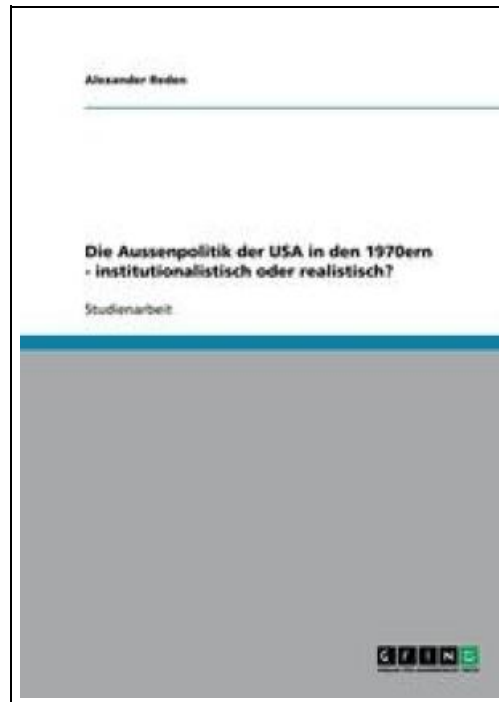 Alexander Reden
Die Aussenpolitik der USA in den 1970ern
- institutionalistisch oder realistisch?
Studienarbeit
GRIN